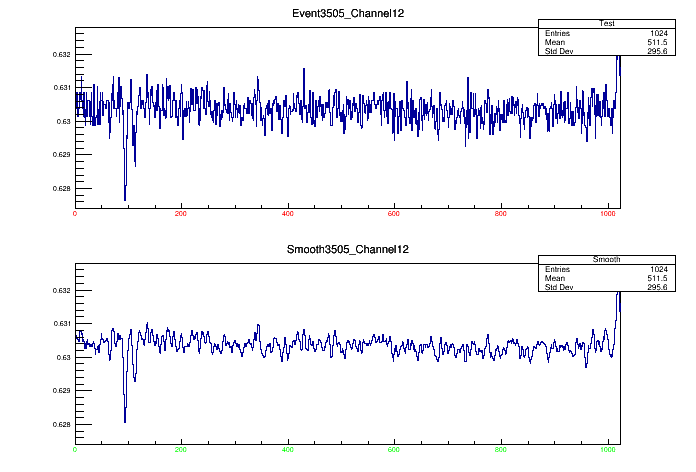 Event3505_Channel12
Test
Entries 1024
Mean 511.5
Std Dev 295.6
0.632
0.631
0.63
0.629
0.628
0 200 400 600 800 1000
Smooth3505_Channel12
Smooth
Entries 1024
Mean 511.5
Std Dev 295.6
0.632
0.631
0.63
0.629
0.628
0 200 400 600 800 1000